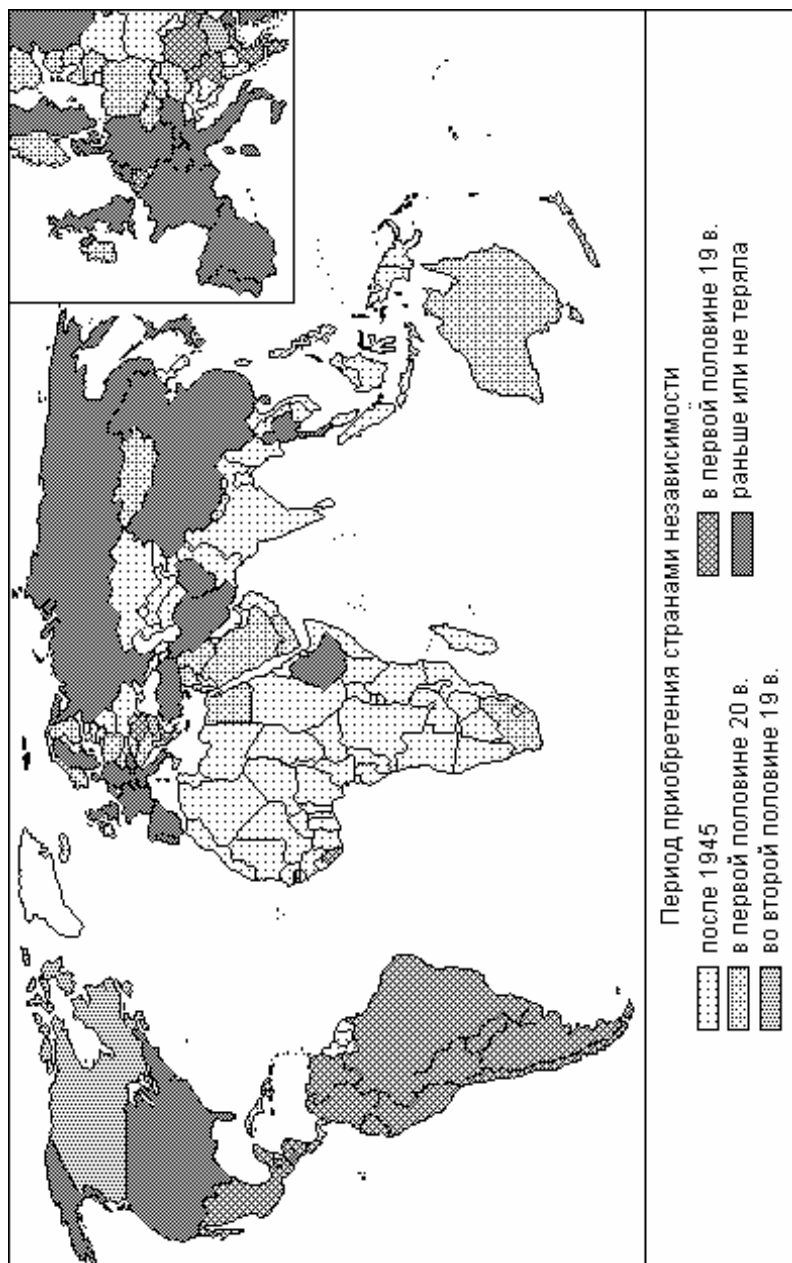 Период приобретения странами независимости
после 1945
в первой половине 20 в.
во второй половине 19 в.
в первой половине 19 в.
раньше или не теряла